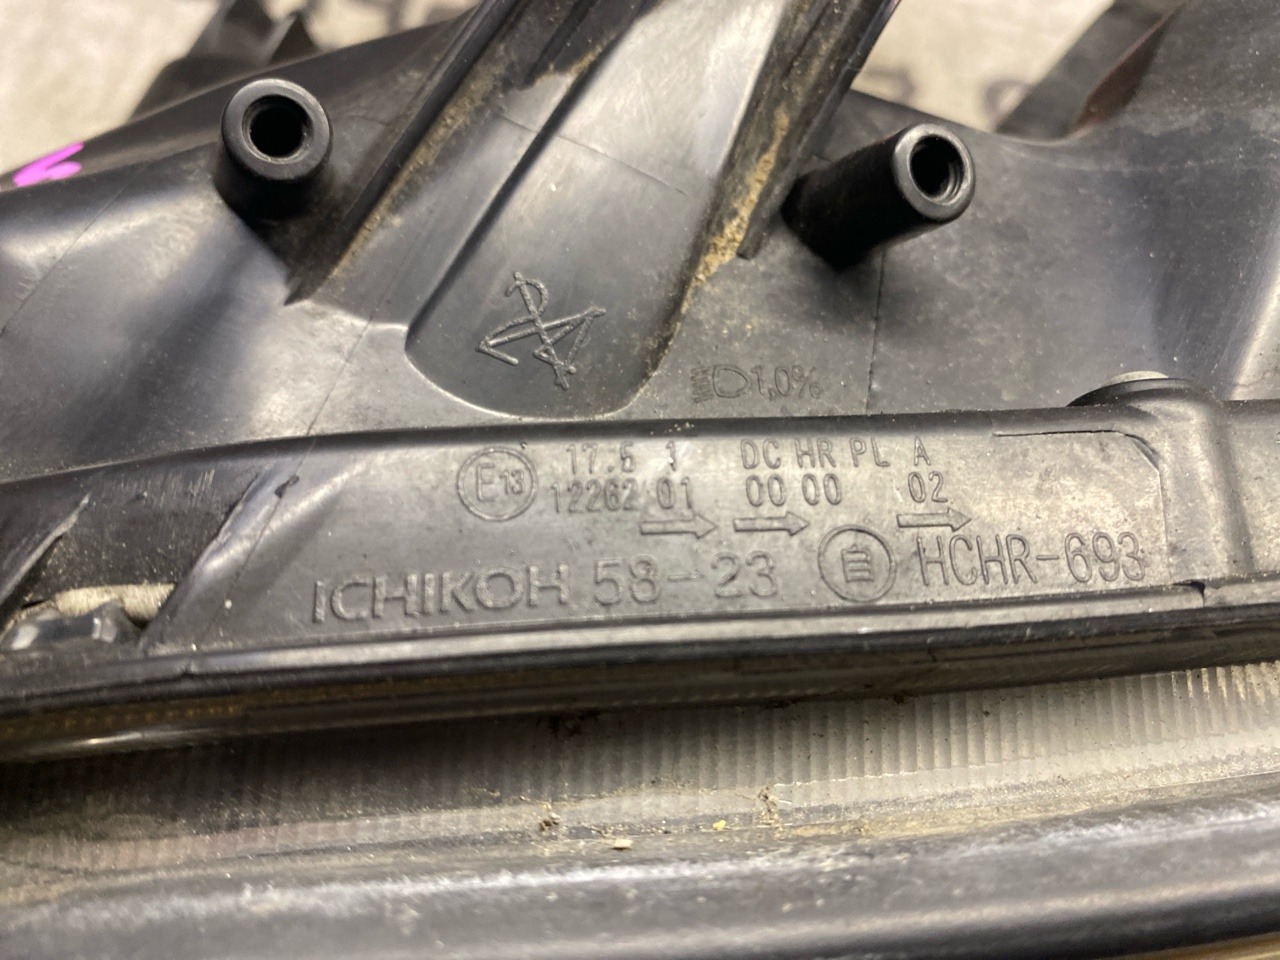 1,0%
E13 17.5 1 DC HR PL A
12262 01 00 00 02
ICHIKOH 58-23 自 HCHR-693